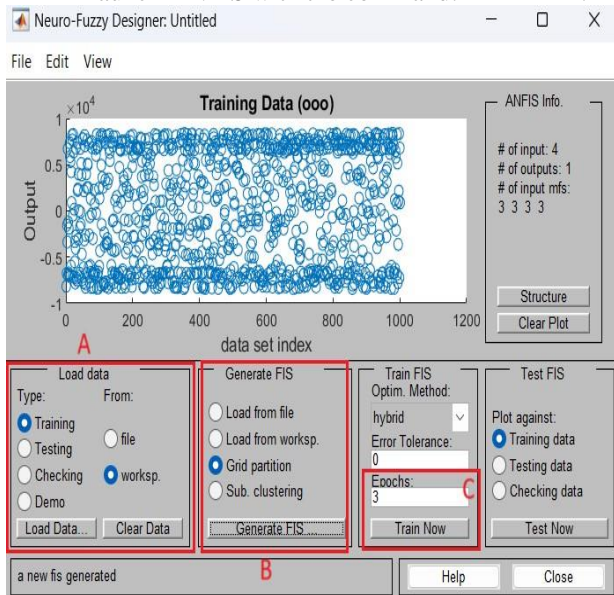 Neuro-Fuzzy Designer: Untitled
File Edit View
×10⁴
Training Data (ooo)
1
0.5
0
-0.5
-1
Output
0 200 400 600 800 1000 1200
data set index
ANFIS Info.
# of input: 4
# of outputs: 1
# of input mfs:
3 3 3 3
Structure
Clear Plot
A
Load data
Type: From:
Training
Testing
Checking
Demo
file
worksp.
Load Data... Clear Data
Generate FIS
Load from file
Load from worksp.
Grid partition
Sub. clustering
Generate FIS ...
B
Train FIS
Optim. Method:
hybrid
Error Tolerance:
0
Epochs:
3
C
Train Now
Test FIS
Plot against:
Training data
Testing data
Checking data
Test Now
a new fis generated
Help Close